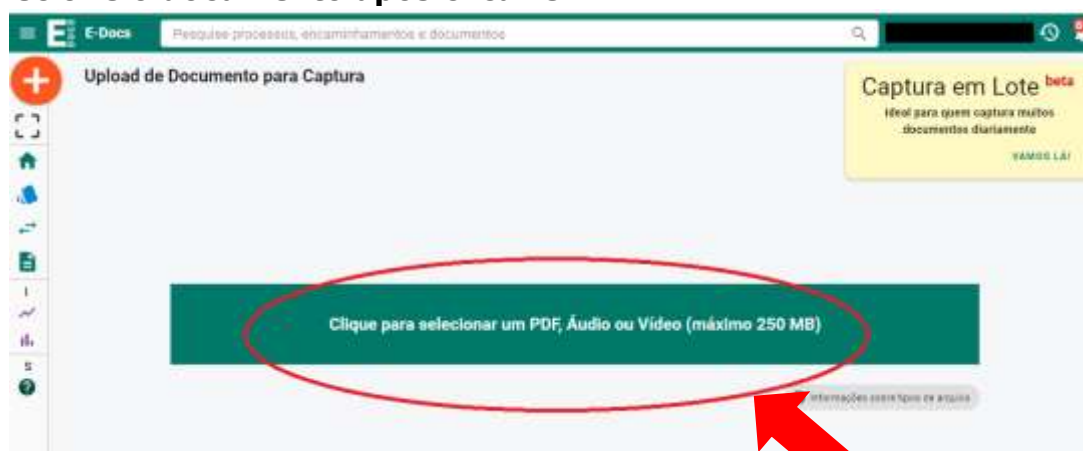 E-Docs
Pesquise processos, encaminhamentos e documentos
Upload de Documento para Captura
Captura em Lote beta
Ideal para quem captura muitos
documentos diariamente
VAMOS LÁ!
Clique para selecionar um PDF, Áudio ou Vídeo (máximo 250 MB)
Informações sobre tipos de arquivo
I
S